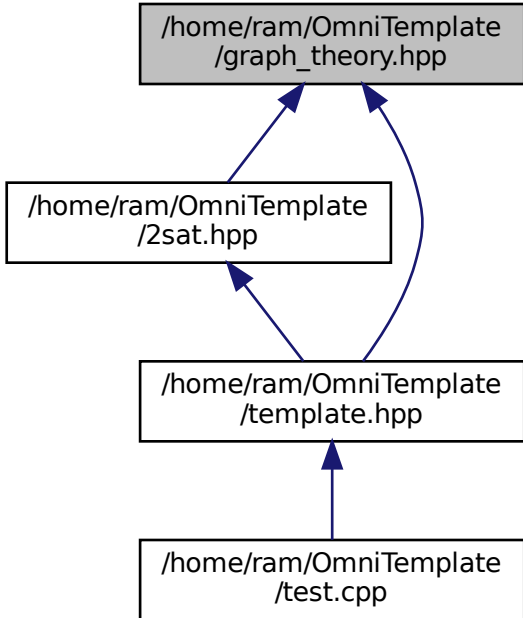 /home/ram/OmniTemplate
/graph_theory.hpp
/home/ram/OmniTemplate
/2sat.hpp
/home/ram/OmniTemplate
/template.hpp
/home/ram/OmniTemplate
/test.cpp